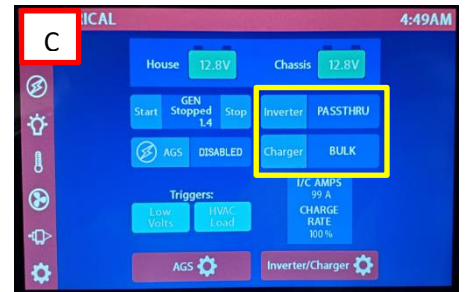 C
ICAL
4:49AM
House 12.8V Chassis 12.8V
Start GEN Stopped 1.4 Stop
Inverter PASSTHRU
AGS DISABLED
Charger BULK
Triggers:
Low Volts
HVAC Load
I/C AMPS
99 A
CHARGE
RATE
100 %
AGS
Inverter/Charger